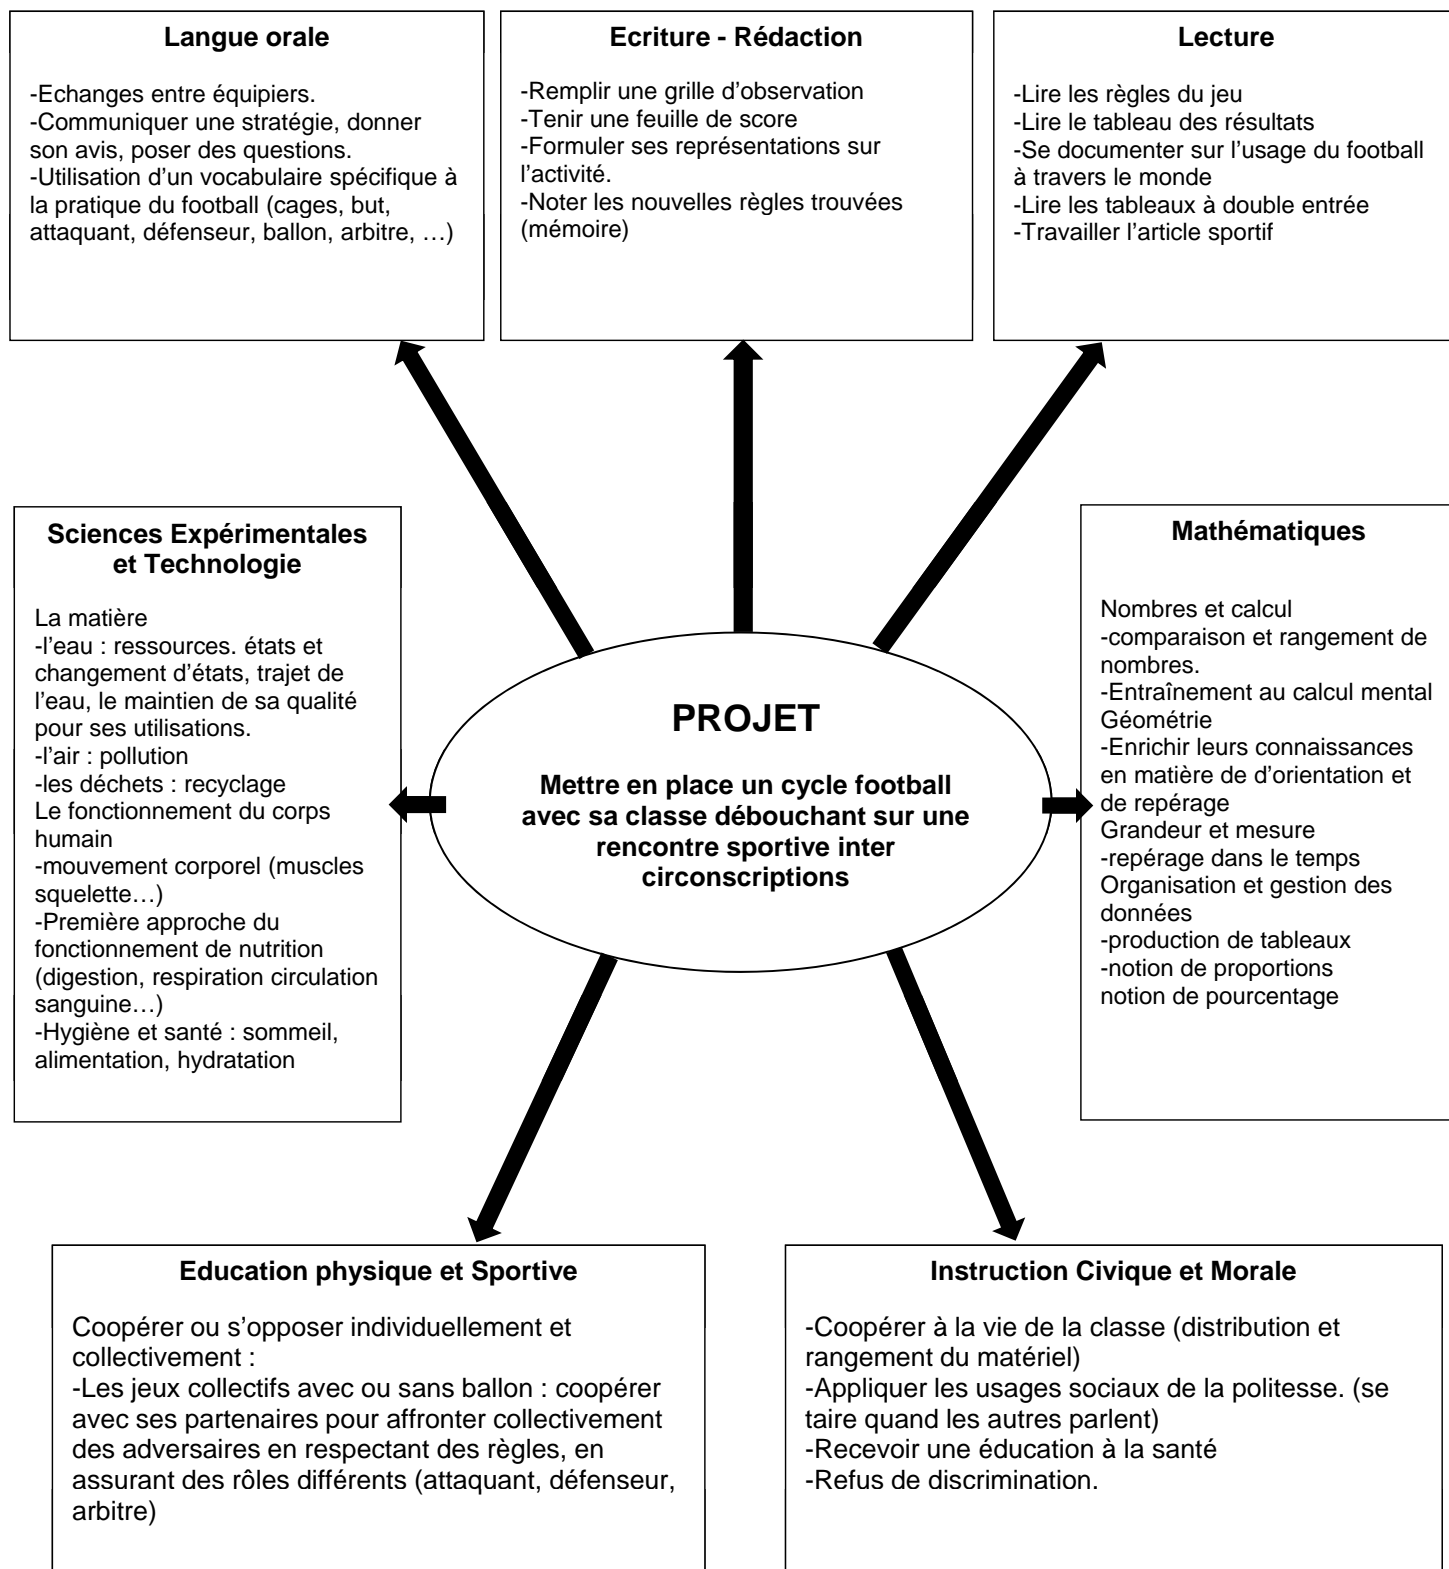 Langue orale
-Echanges entre équipiers.
-Communiquer une stratégie, donner
son avis, poser des questions.
-Utilisation d’un vocabulaire spécifique à
la pratique du football (cages, but,
attaquant, défenseur, ballon, arbitre, …)
Ecriture - Rédaction
-Remplir une grille d’observation
-Tenir une feuille de score
-Formuler ses représentations sur
l’activité.
-Noter les nouvelles règles trouvées
(mémoire)
Lecture
-Lire les règles du jeu
-Lire le tableau des résultats
-Se documenter sur l’usage du football
à travers le monde
-Lire les tableaux à double entrée
-Travailler l’article sportif
Sciences Expérimentales
et Technologie
La matière
-l’eau : ressources. états et
changement d’états, trajet de
l’eau, le maintien de sa qualité
pour ses utilisations.
-l’air : pollution
-les déchets : recyclage
Le fonctionnement du corps
humain
-mouvement corporel (muscles
squelette…)
-Première approche du
fonctionnement de nutrition
(digestion, respiration circulation
sanguine…)
-Hygiène et santé : sommeil,
alimentation, hydratation
PROJET
Mettre en place un cycle football
avec sa classe débouchant sur une
rencontre sportive inter
circonscriptions
Mathématiques
Nombres et calcul
-comparaison et rangement de
nombres.
-Entraînement au calcul mental
Géométrie
-Enrichir leurs connaissances
en matière de d’orientation et
de repérage
Grandeur et mesure
-repérage dans le temps
Organisation et gestion des
données
-production de tableaux
-notion de proportions
notion de pourcentage
Education physique et Sportive
Coopérer ou s’opposer individuellement et
collectivement :
-Les jeux collectifs avec ou sans ballon : coopérer
avec ses partenaires pour affronter collectivement
des adversaires en respectant des règles, en
assurant des rôles différents (attaquant, défenseur,
arbitre)
Instruction Civique et Morale
-Coopérer à la vie de la classe (distribution et
rangement du matériel)
-Appliquer les usages sociaux de la politesse. (se
taire quand les autres parlent)
-Recevoir une éducation à la santé
-Refus de discrimination.